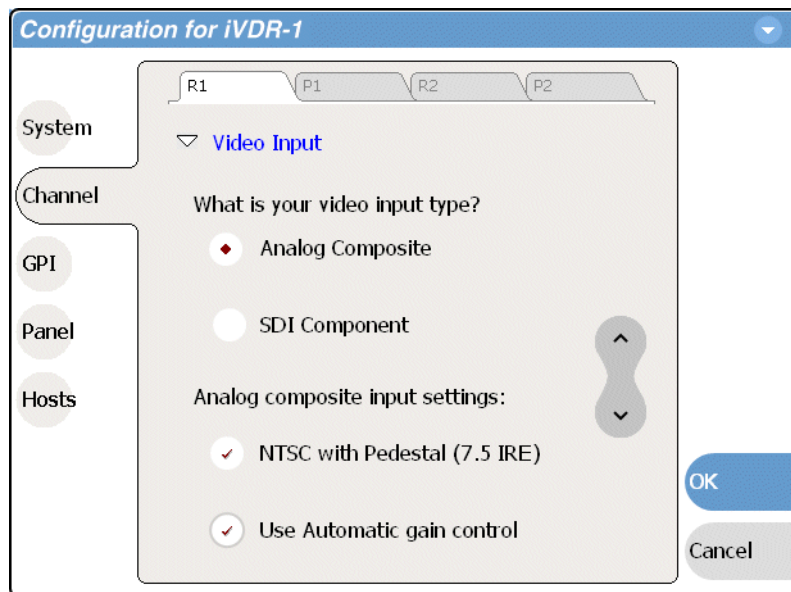 Configuration for iVDR-1
R1
P1
R2
P2
System
Channel
GPI
Panel
Hosts
Video Input
What is your video input type?
Analog Composite
SDI Component
Analog composite input settings:
NTSC with Pedestal (7.5 IRE)
Use Automatic gain control
OK
Cancel